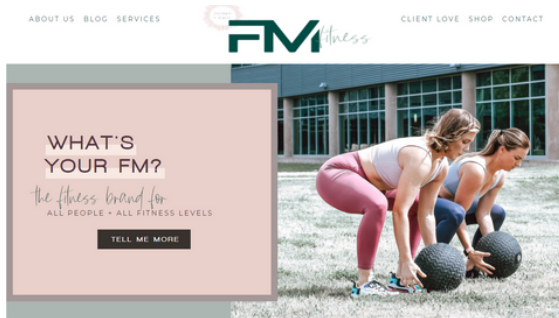 ABOUT US BLOG SERVICES
FM fitness
CLIENT LOVE SHOP CONTACT
WHAT'S
YOUR FM?
the fitness brand for
ALL PEOPLE + ALL FITNESS LEVELS
TELL ME MORE